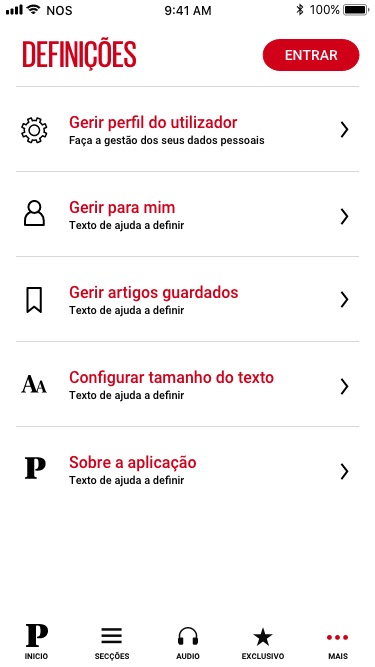 NOS 9:41 AM 100%
DEFINIÇÕES ENTRAR
Gerir perfil do utilizador
Faça a gestão dos seus dados pessoais
Gerir para mim
Texto de ajuda a definir
Gerir artigos guardados
Texto de ajuda a definir
AA Configurar tamanho do texto
Texto de ajuda a definir
P Sobre a aplicação
Texto de ajuda a definir
P
INICIO SECÇÕES AUDIO EXCLUSIVO MAIS